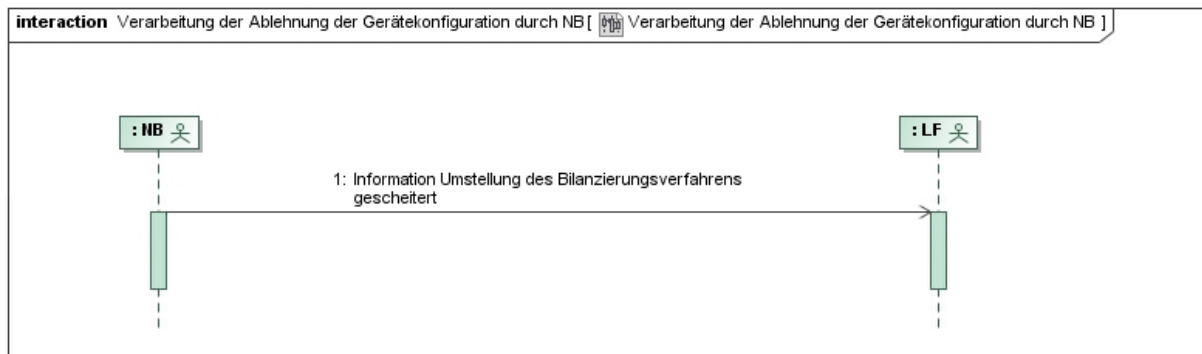 interaction Verarbeitung der Ablehnung der Gerätekonfiguration durch NB[ Verarbeitung der Ablehnung der Gerätekonfiguration durch NB ]
: NB
: LF
1: Information Umstellung des Bilanzierungsverfahrens
gescheitert